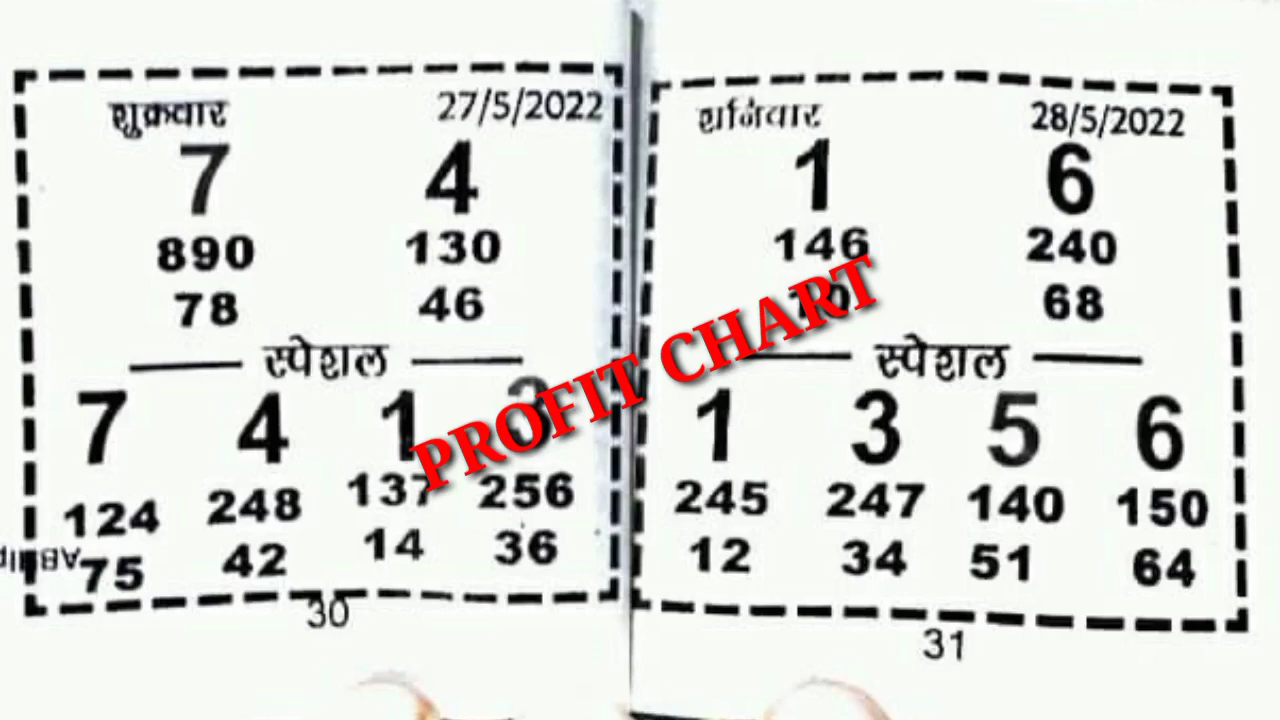 शुक्रवार 27/5/2022
7 4
890 130
78 46
स्पेशल
7 4 1 3
124 248 137 256
75 42 14 36
30
शनिवार 28/5/2022
1 6
146 240
70 68
स्पेशल
1 3 5 6
245 247 140 150
12 34 51 64
31
PROFIT CHART